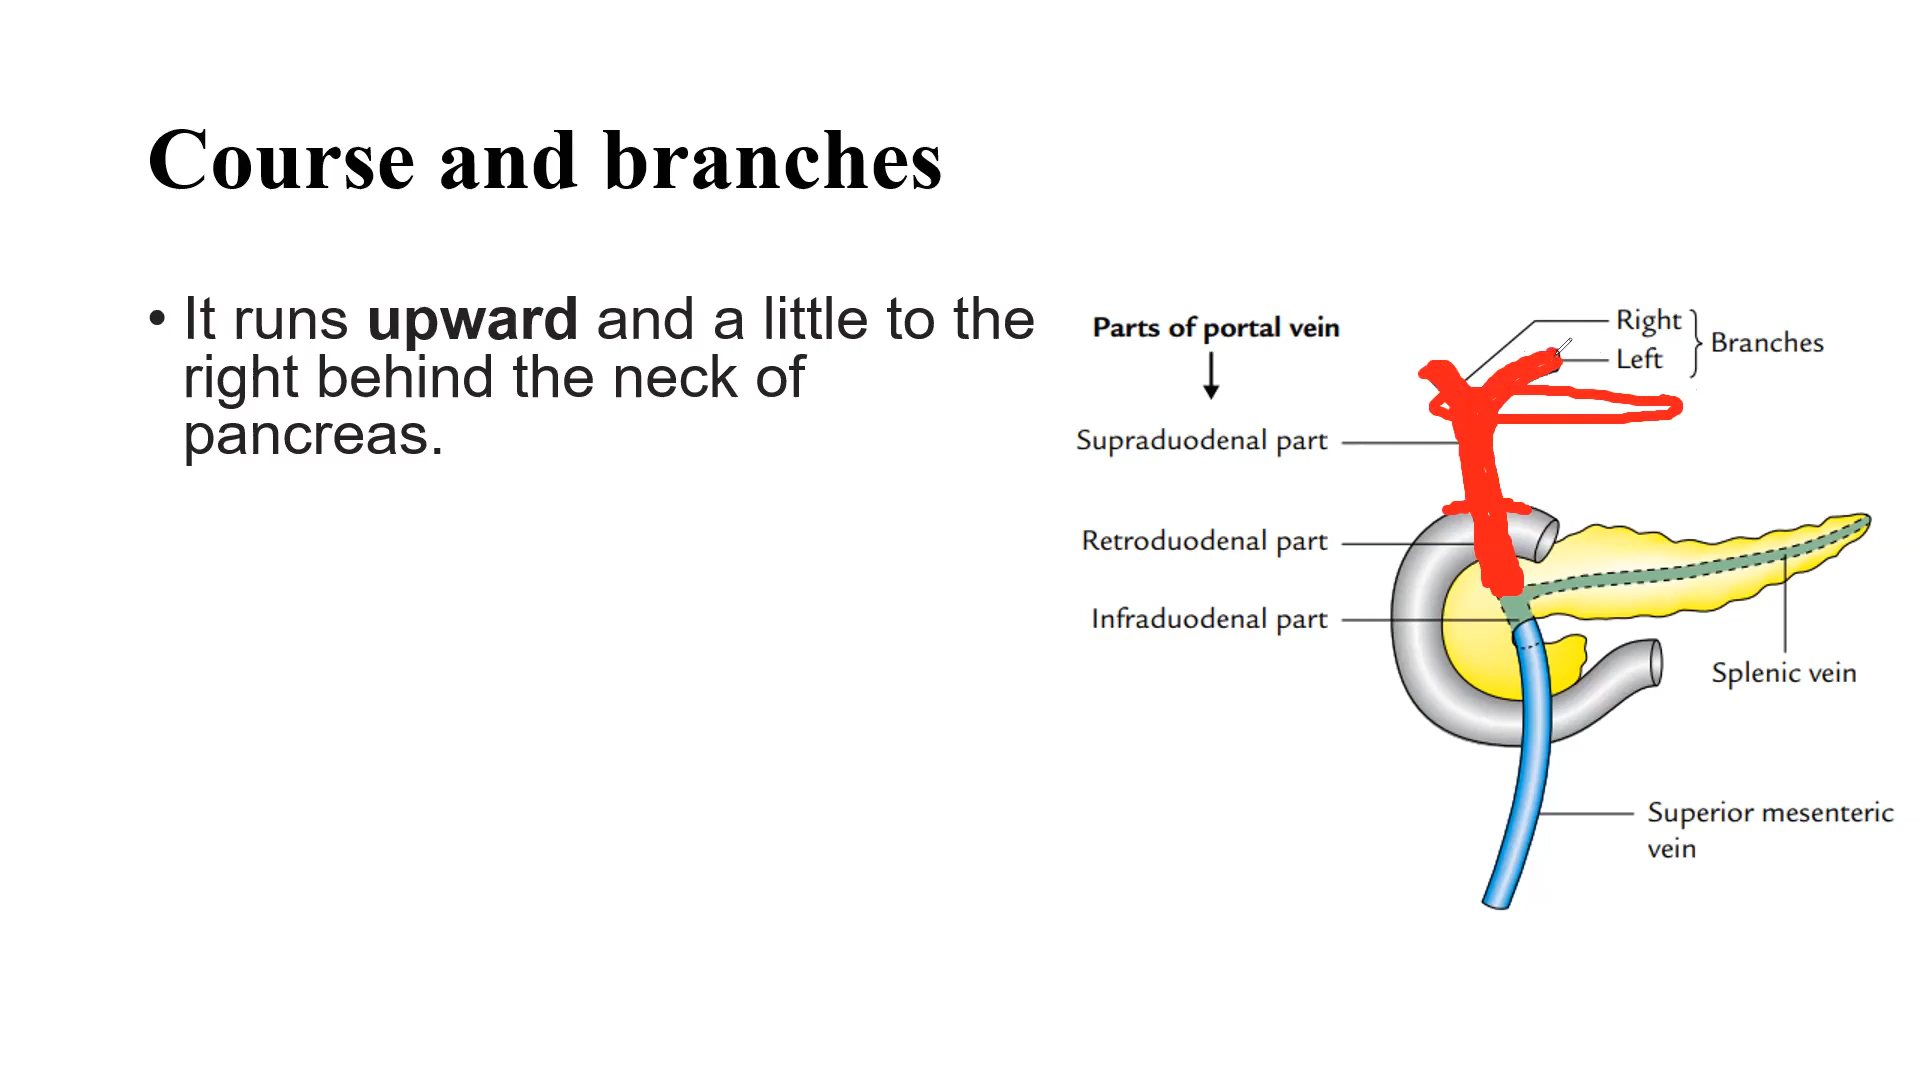 Course and branches
• It runs upward and a little to the
right behind the neck of
pancreas.
Parts of portal vein
Right
Left
Branches
Supraduodenal part
Retroduodenal part
Infraduodenal part
Splenic vein
Superior mesenteric
vein